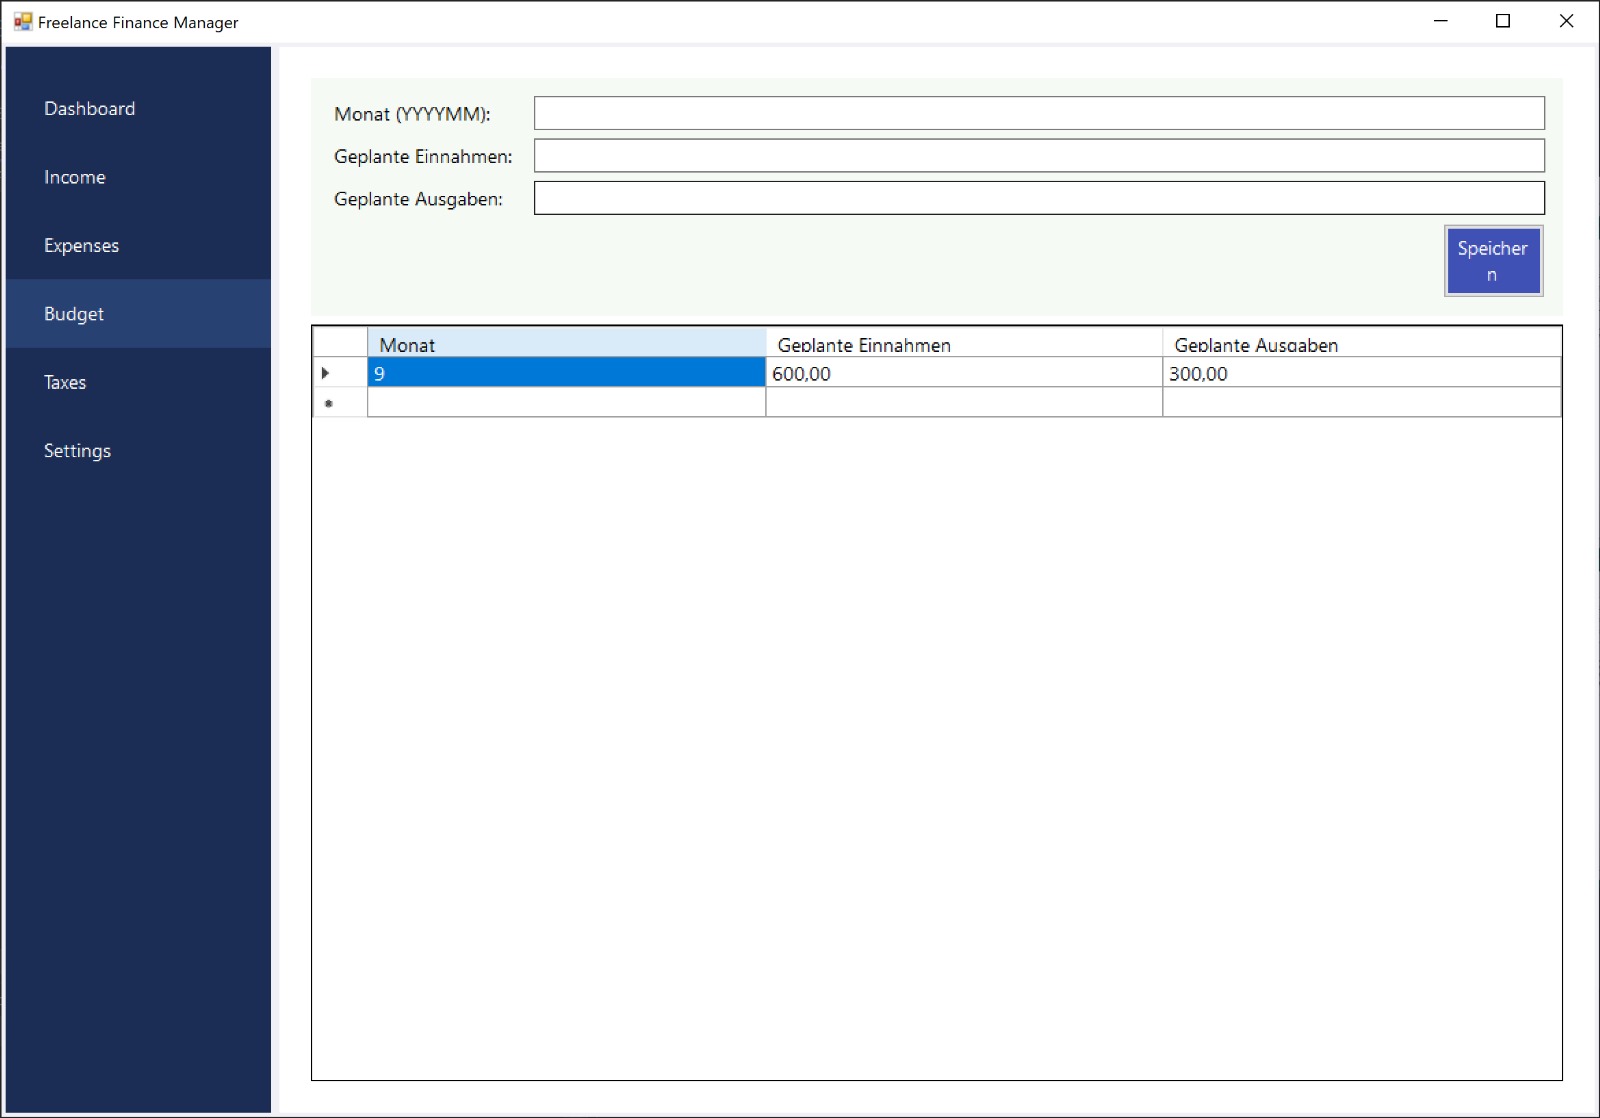 Freelance Finance Manager
Dashboard
Income
Expenses
Budget
Taxes
Settings
Monat (YYYYMM):
Geplante Einnahmen:
Geplante Ausgaben:
Speicher
n
Monat Geplante Einnahmen Geplante Ausgaben
9 600,00 300,00